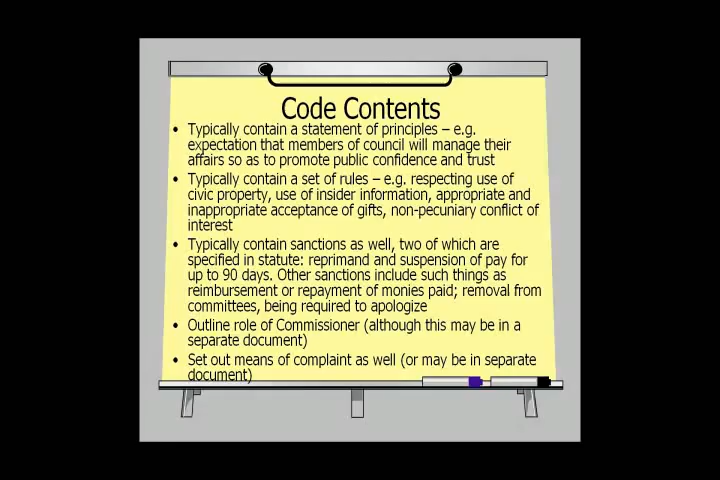 Code Contents
• Typically contain a statement of principles – e.g.
expectation that members of council will manage their
affairs so as to promote public confidence and trust
• Typically contain a set of rules – e.g. respecting use of
civic property, use of insider information, appropriate and
inappropriate acceptance of gifts, non-pecuniary conflict of
interest
• Typically contain sanctions as well, two of which are
specified in statute: reprimand and suspension of pay for
up to 90 days. Other sanctions include such things as
reimbursement or repayment of monies paid; removal from
committees, being required to apologize
• Outline role of Commissioner (although this may be in a
separate document)
• Set out means of complaint as well (or may be in separate
document)